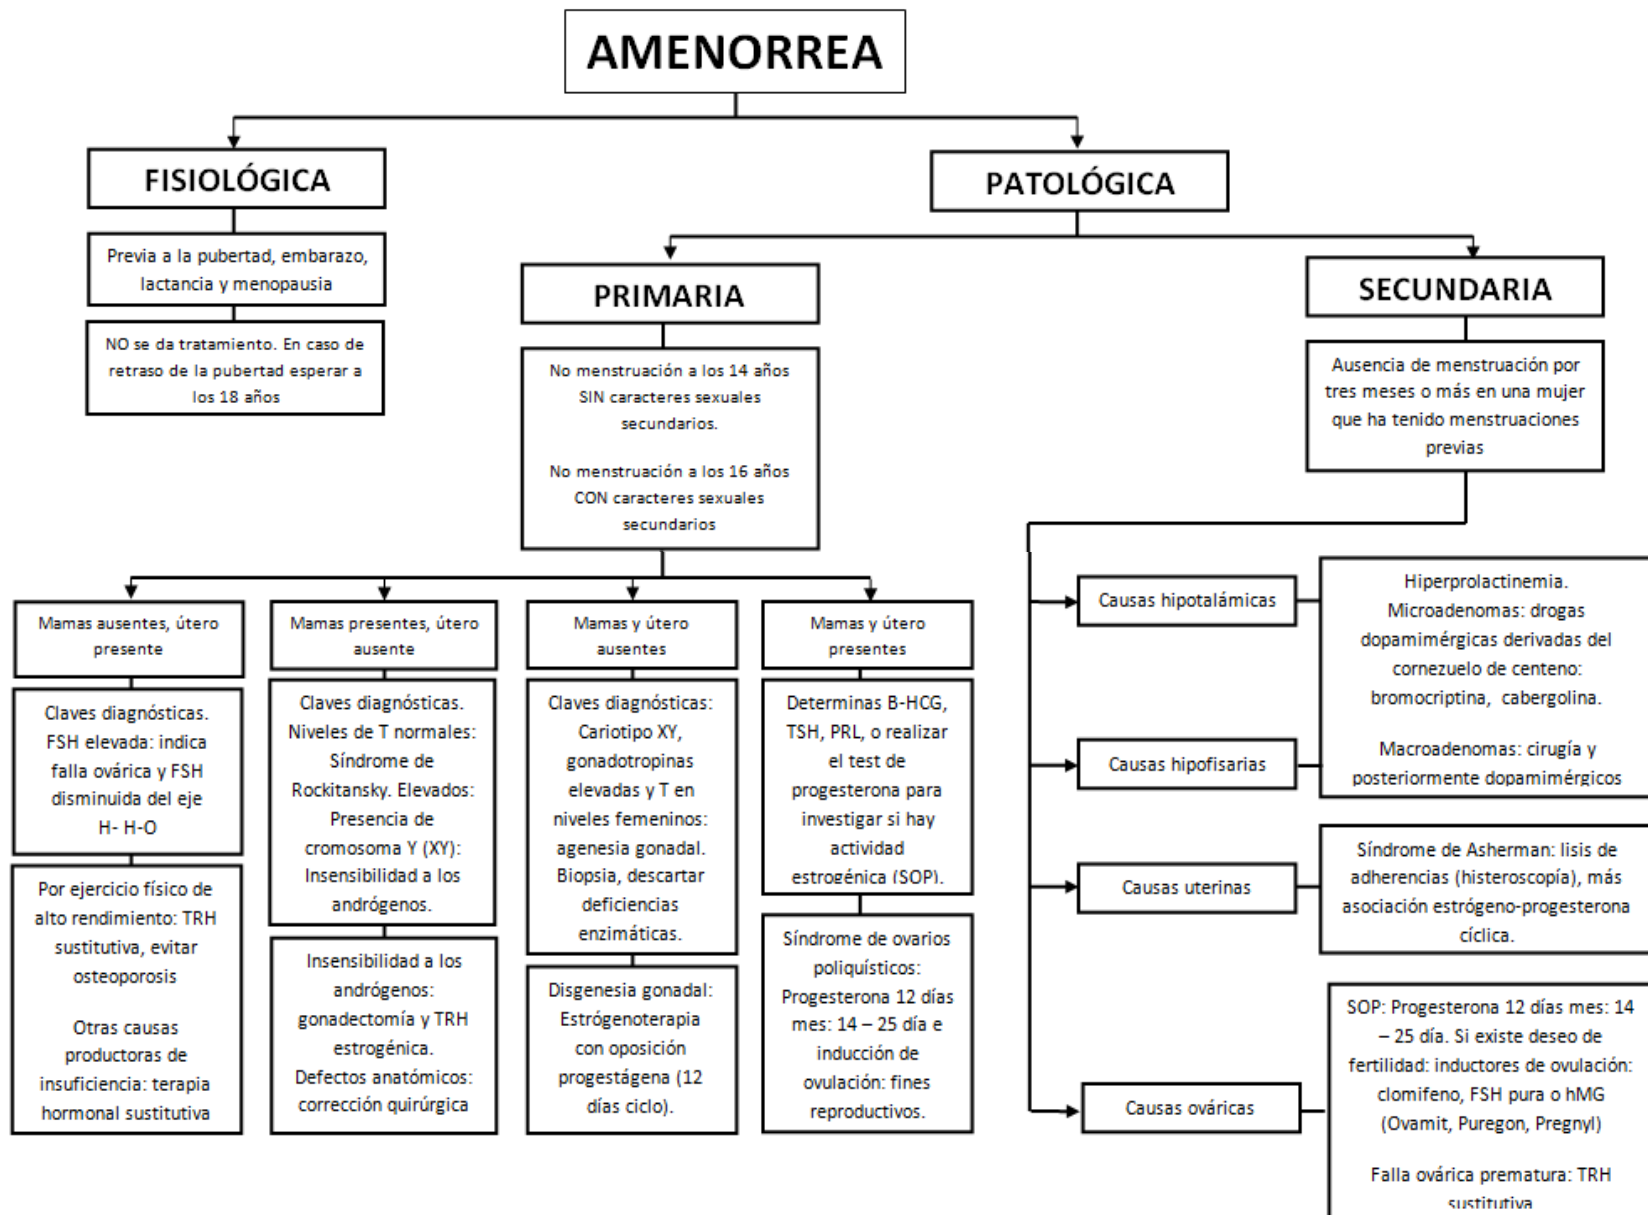 AMENORREA
FISIOLÓGICA
Previa a la pubertad, embarazo,
lactancia y menopausia
NO se da tratamiento. En caso de
retraso de la pubertad esperar a
los 18 años
PATOLÓGICA
PRIMARIA
No menstruación a los 14 años
SIN caracteres sexuales
secundarios.
No menstruación a los 16 años
CON caracteres sexuales
secundarios
Mamas ausentes, útero
presente
Claves diagnósticas.
FSH elevada: indica
falla ovárica y FSH
disminuida del eje
H- H-O
Por ejercicio físico de
alto rendimiento: TRH
sustitutiva, evitar
osteoporosis
Otras causas
productoras de
insuficiencia: terapia
hormonal sustitutiva
Mamas presentes, útero
ausente
Claves diagnósticas.
Niveles de T normales:
Síndrome de
Rockitansky. Elevados:
Presencia de
cromosoma Y (XY):
Insensibilidad a los
andrógenos.
Insensibilidad a los
andrógenos:
gonadectomía y TRH
estrogénica.
Defectos anatómicos:
corrección quirúrgica
Mamas y útero
ausentes
Claves diagnósticas:
Cariotipo XY,
gonadotropinas
elevadas y T en
niveles femeninos:
agenesia gonadal.
Biopsia, descartar
deficiencias
enzimáticas.
Disgenesia gonadal:
Estrógenoterapia
con oposición
progestágena (12
días ciclo).
Mamas y útero
presentes
Determinas B-HCG,
TSH, PRL, o realizar
el test de
progesterona para
investigar si hay
actividad
estrogénica (SOP).
Síndrome de ovarios
poliquísticos:
Progesterona 12 días
mes: 14 – 25 día e
inducción de
ovulación: fines
reproductivos.
SECUNDARIA
Ausencia de menstruación por
tres meses o más en una mujer
que ha tenido menstruaciones
previas
Causas hipotalámicas
Causas hipofisarias
Hiperprolactinemia.
Microadenomas: drogas
dopamimérgicas derivadas del
cornezuelo de centeno:
bromocriptina, cabergolina.
Macroadenomas: cirugía y
posteriormente dopamimérgicos
Causas uterinas
Síndrome de Asherman: lisis de
adherencias (histeroscopía), más
asociación estrógeno-progesterona
cíclica.
Causas ováricas
SOP: Progesterona 12 días mes: 14
– 25 día. Si existe deseo de
fertilidad: inductores de ovulación:
clomifeno, FSH pura o hMG
(Ovamit, Puregon, Pregnyl)
Falla ovárica prematura: TRH
sustitutiva